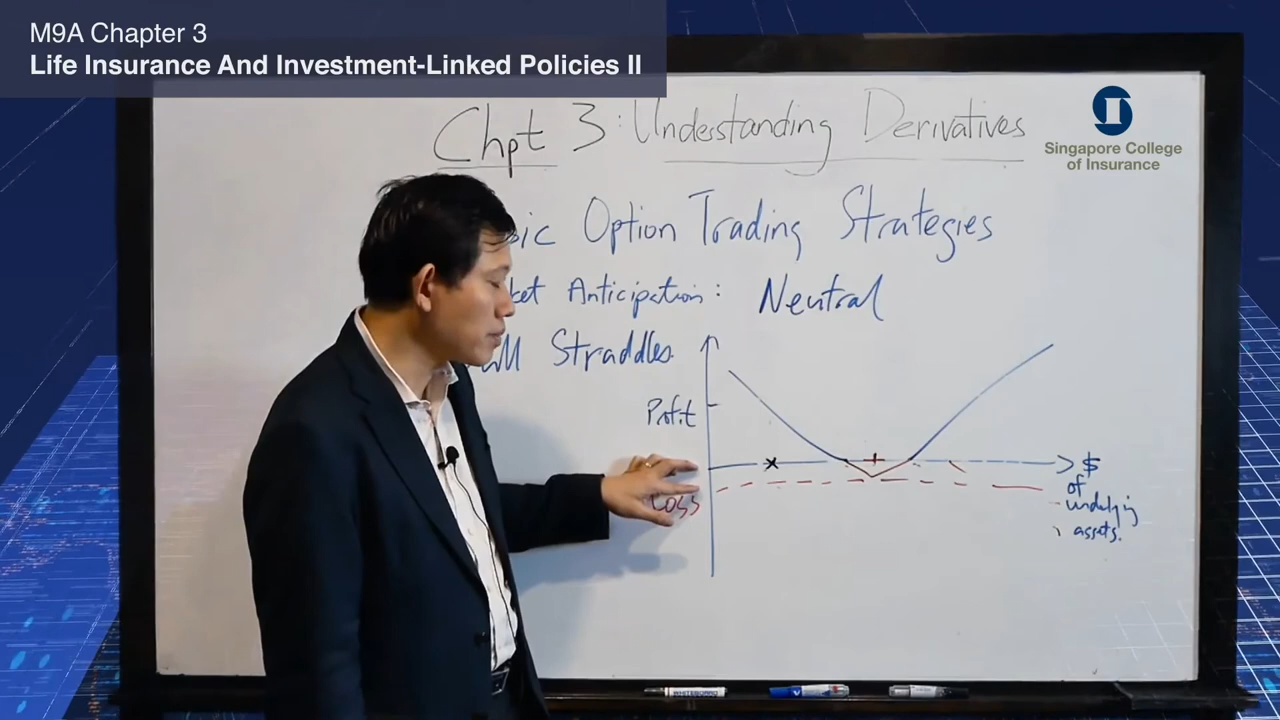 M9A Chapter 3
Life Insurance And Investment-Linked Policies II
Singapore College
of Insurance
Chpt 3: Understanding Derivatives
Option Trading Strategies
Anticipation: Neutral
Straddles
Profit
Loss
$
of
underlying
assets.
WHITEBOARD